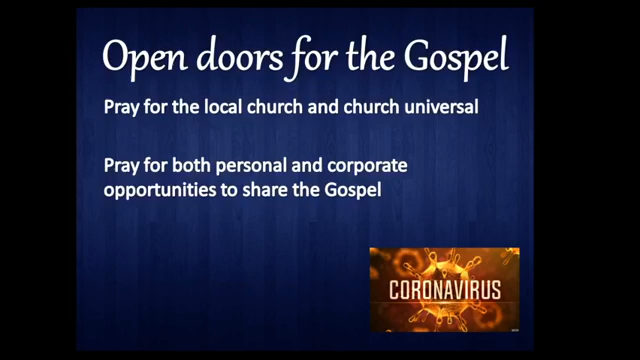 Open doors for the Gospel
Pray for the local church and church universal
Pray for both personal and corporate
opportunities to share the Gospel
CORONAVIRUS